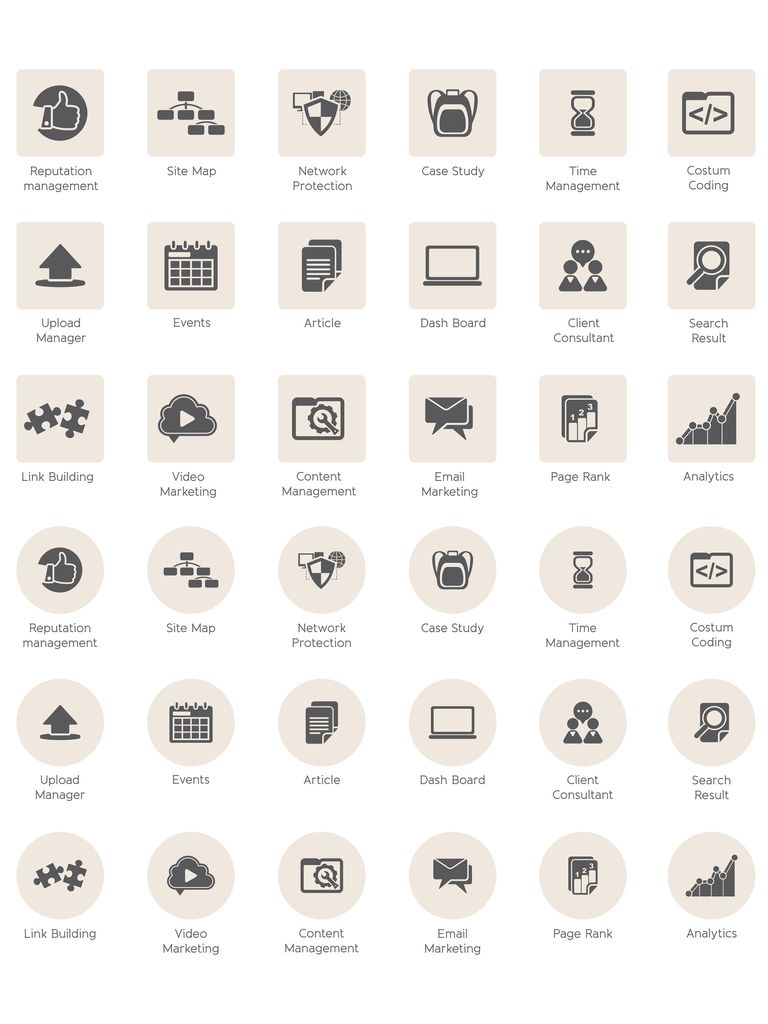 Reputation
management
Site Map
Network
Protection
Case Study
Time
Management
Costum
Coding
Upload
Manager
Events
Article
Dash Board
Client
Consultant
Search
Result
Link Building
Video
Marketing
Content
Management
Email
Marketing
1 2 3
Page Rank
Analytics
Reputation
management
Site Map
Network
Protection
Case Study
Time
Management
Costum
Coding
Upload
Manager
Events
Article
Dash Board
Client
Consultant
Search
Result
Link Building
Video
Marketing
Content
Management
Email
Marketing
1 2 3
Page Rank
Analytics